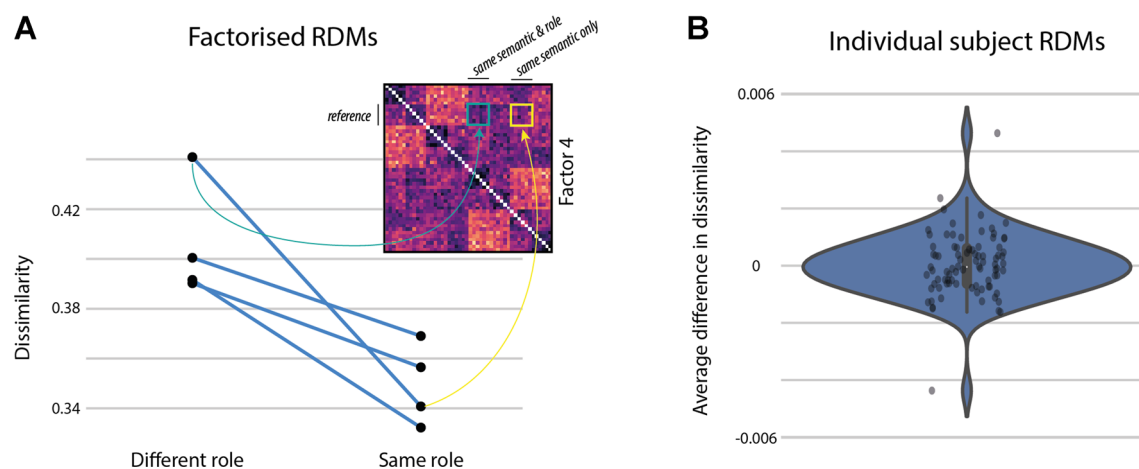 A
Factorised RDMs
same semantic & role
same semantic only
reference
Factor 4
0.42
0.38
0.34
Dissimilarity
Different role
Same role
B
Individual subject RDMs
0.006
0
-0.006
Average difference in dissimilarity